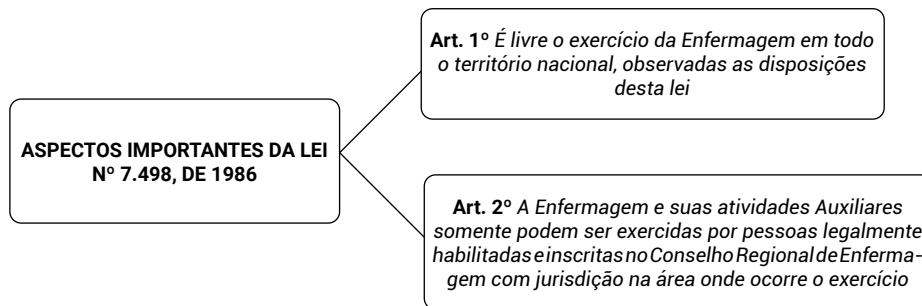 Art. 1º É livre o exercício da Enfermagem em todo
o território nacional, observadas as disposições
desta lei
ASPECTOS IMPORTANTES DA LEI
Nº 7.498, DE 1986
Art. 2º A Enfermagem e suas atividades Auxiliares
somente podem ser exercidas por pessoas legalmente
habilitadas e inscritas no Conselho Regional de Enferma-
gem com jurisdição na área onde ocorre o exercício